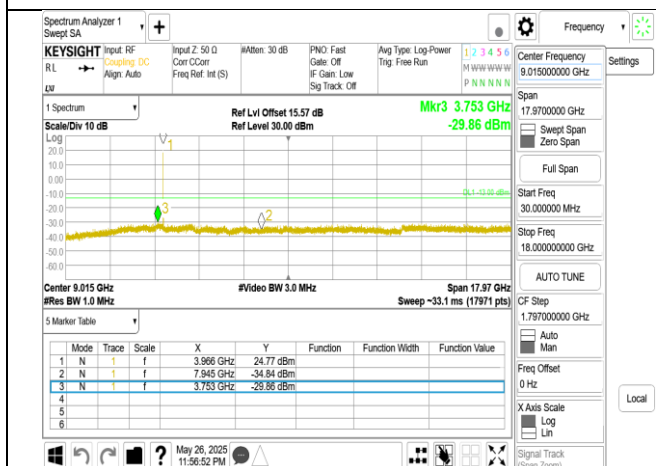 Spectrum Analyzer 1
Swept SA
Frequency
KEYSIGHT
RL
Input: RF
Coupling: DC
Align: Auto
Input Z: 50 Ω
Corr CCorr
Freq Ref: Int (S)
#Atten: 30 dB
PNO: Fast
Gate: Off
IF Gain: Low
Sig Track: Off
Avg Type: Log-Power
Trig: Free Run
1 2 3 4 5 6
M W W W W W
P N N N N N
LXI
Center Frequency
9.015000000 GHz
Settings
Span
17.9700000 GHz
Swept Span
Zero Span
Full Span
Start Freq
30.000000 MHz
Stop Freq
18.000000000 GHz
AUTO TUNE
CF Step
1.797000000 GHz
Auto
Man
Freq Offset
0 Hz
X Axis Scale
Log
Lin
Local
Signal Track
(Span Zoom)
1 Spectrum
Scale/Div 10 dB
Log
Ref Lvl Offset 15.57 dB
Ref Level 30.00 dBm
Mkr3 3.753 GHz
-29.86 dBm
20.0
10.0
0.00
-10.0
-20.0
-30.0
-40.0
-50.0
-60.0
1
2
3
DL1 -13.00 dBm
Center 9.015 GHz
#Res BW 1.0 MHz
#Video BW 3.0 MHz
Span 17.97 GHz
Sweep ~33.1 ms (17971 pts)
5 Marker Table
Mode Trace Scale X Y Function Function Width Function Value
1 N 1 f 3.966 GHz 24.77 dBm
2 N 1 f 7.945 GHz -34.84 dBm
3 N 1 f 3.753 GHz -29.86 dBm
4
5
6
?
May 26, 2025
11:56:52 PM